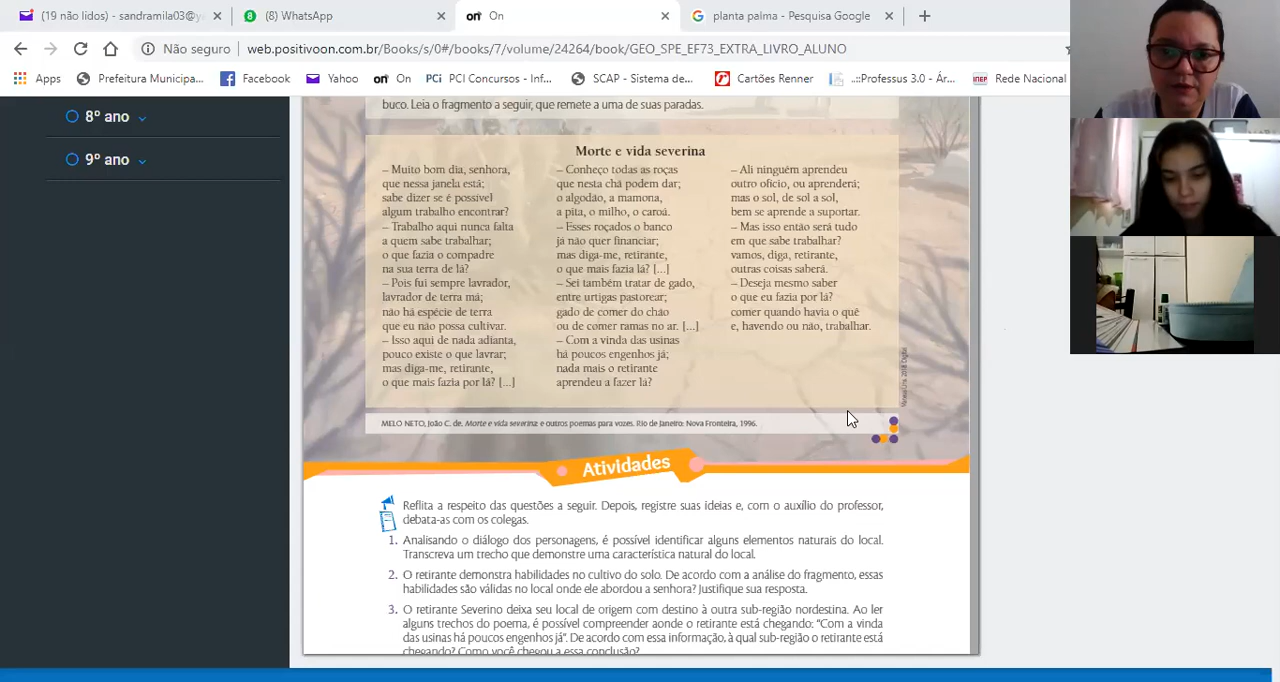 (19 não lidos) - sandramila03@y
(8) WhatsApp
On
planta palma - Pesquisa Google
Não seguro
web.positivoon.com.br/Books/s/0#/books/7/volume/24264/book/GEO_SPE_EF73_EXTRA_LIVRO_ALUNO
Apps
Prefeitura Municipa...
Facebook
Yahoo
On
PCi
PCI Concursos - Inf...
SCAP - Sistema de...
Cartões Renner
..::Professus 3.0 - Ár...
INEP
Rede Nacional
8º ano
9º ano
buco. Leia o fragmento a seguir, que remete a uma de suas paradas.
Morte e vida severina
– Muito bom dia, senhora,
que nessa janela está;
sabe dizer se é possível
algum trabalho encontrar?
– Trabalho aqui nunca falta
a quem sabe trabalhar;
o que fazia o compadre
na sua terra de lá?
– Pois fui sempre lavrador,
lavrador de terra má;
não há espécie de terra
que eu não possa cultivar.
– Isso aqui de nada adianta,
pouco existe o que lavrar;
mas diga-me, retirante,
o que mais fazia por lá? [...]
– Conheço todas as roças
que nesta chã podem dar;
o algodão, a mamona,
a pita, o milho, o caroá.
– Esses roçados o banco
já não quer financiar;
mas diga-me, retirante,
o que mais fazia lá? [...]
– Sei também tratar de gado,
entre urtigas pastorear;
gado de comer do chão
ou de comer ramas no ar. [...]
– Com a vinda das usinas
há poucos engenhos já;
nada mais o retirante
aprendeu a fazer lá?
– Ali ninguém aprendeu
outro ofício, ou aprenderá;
mas o sol, de sol a sol,
bem se aprende a suportar.
– Mas isso então será tudo
em que sabe trabalhar?
vamos, diga, retirante,
outras coisas saberá.
– Deseja mesmo saber
o que eu fazia por lá?
comer quando havia o quê
e, havendo ou não, trabalhar.
MELO NETO, João C. de. Morte e vida severina e outros poemas para vozes. Rio de Janeiro: Nova Fronteira, 1996.
Atividades
Reflita a respeito das questões a seguir. Depois, registre suas ideias e, com o auxílio do professor,
debata-as com os colegas.
1. Analisando o diálogo dos personagens, é possível identificar alguns elementos naturais do local.
Transcreva um trecho que demonstre uma característica natural do local.
2. O retirante demonstra habilidades no cultivo do solo. De acordo com a análise do fragmento, essas
habilidades são válidas no local onde ele abordou a senhora? Justifique sua resposta.
3. O retirante Severino deixa seu local de origem com destino à outra sub-região nordestina. Ao ler
alguns trechos do poema, é possível compreender aonde o retirante está chegando: "Com a vinda
das usinas há poucos engenhos já". De acordo com essa informação, à qual sub-região o retirante está
chegando? Como você chegou a essa conclusão?